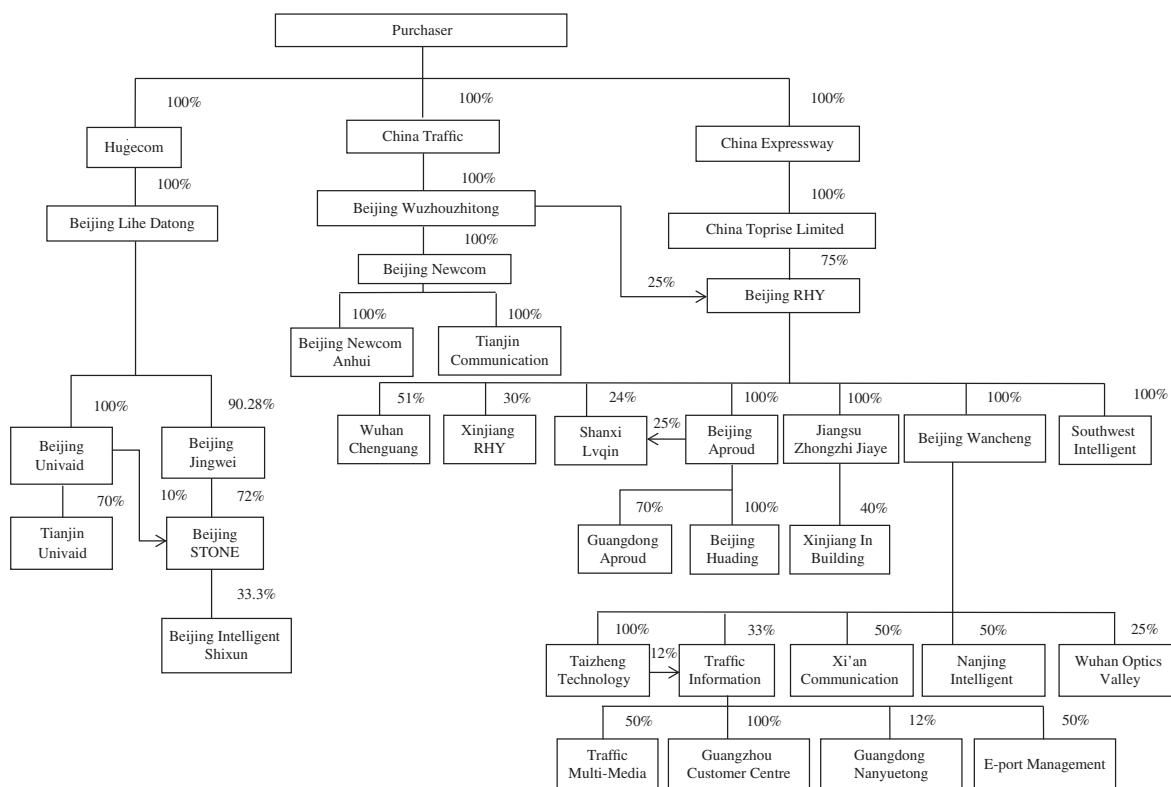 Purchaser
100%
100%
100%
Hugecom
China Traffic
China Expressway
100%
100%
100%
Beijing Lihe Datong
Beijing Wuzhouzhitong
China Toprise Limited
100%
75%
Beijing Newcom
25%
Beijing RHY
100%
100%
Beijing Newcom
Anhui
Tianjin
Communication
100%
90.28%
51%
30%
24%
100%
100%
100%
100%
Beijing
Univaid
Beijing
Jingwei
Wuhan
Chenguang
Xinjiang
RHY
Shanxi
Lvqin
25%
Beijing
Aproud
Jiangsu
Zhongzhi Jiaye
Beijing Wancheng
Southwest
Intelligent
70%
10%
72%
70%
100%
40%
Tianjin
Univaid
Beijing
STONE
Guangdong
Aproud
Beijing
Huading
Xinjiang In
Building
33.3%
Beijing Intelligent
Shixun
100%
33%
50%
50%
25%
Taizheng
Technology
12%
Traffic
Information
Xi’an
Communication
Nanjing
Intelligent
Wuhan Optics
Valley
50%
100%
12%
50%
Traffic
Multi-Media
Guangzhou
Customer Centre
Guangdong
Nanyuetong
E-port Management